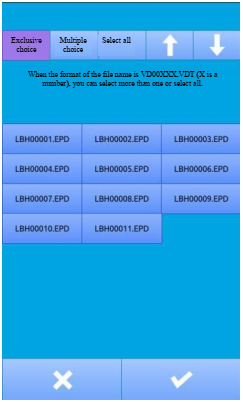 Exclusive Multiple Select all
choice choice
When the format of the file name is VD00XXX.VDT (X is a
number), you can select more than one or select all.
LBH00001.EPD LBH00002.EPD LBH00003.EPD
LBH00004.EPD LBH00005.EPD LBH00006.EPD
LBH00007.EPD LBH00008.EPD LBH00009.EPD
LBH00010.EPD LBH00011.EPD